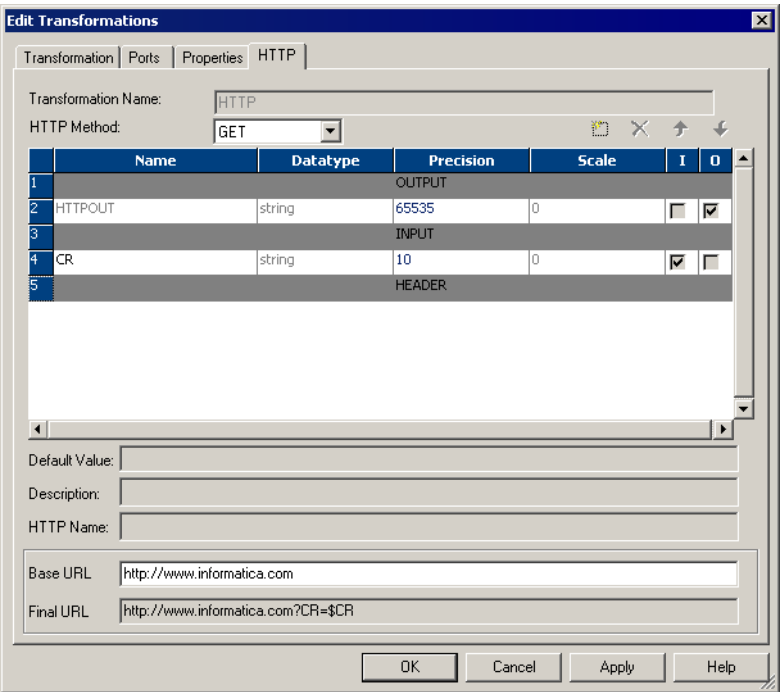 Edit Transformations
Transformation Ports Properties HTTP
Transformation Name: HTTP
HTTP Method: GET
Name Datatype Precision Scale I O
1 OUTPUT
2 HTTPOUT string 65535 0
3 INPUT
4 CR string 10 0
5 HEADER
Default Value:
Description:
HTTP Name:
Base URL http://www.informatica.com
Final URL http://www.informatica.com?CR=$CR
OK Cancel Apply Help